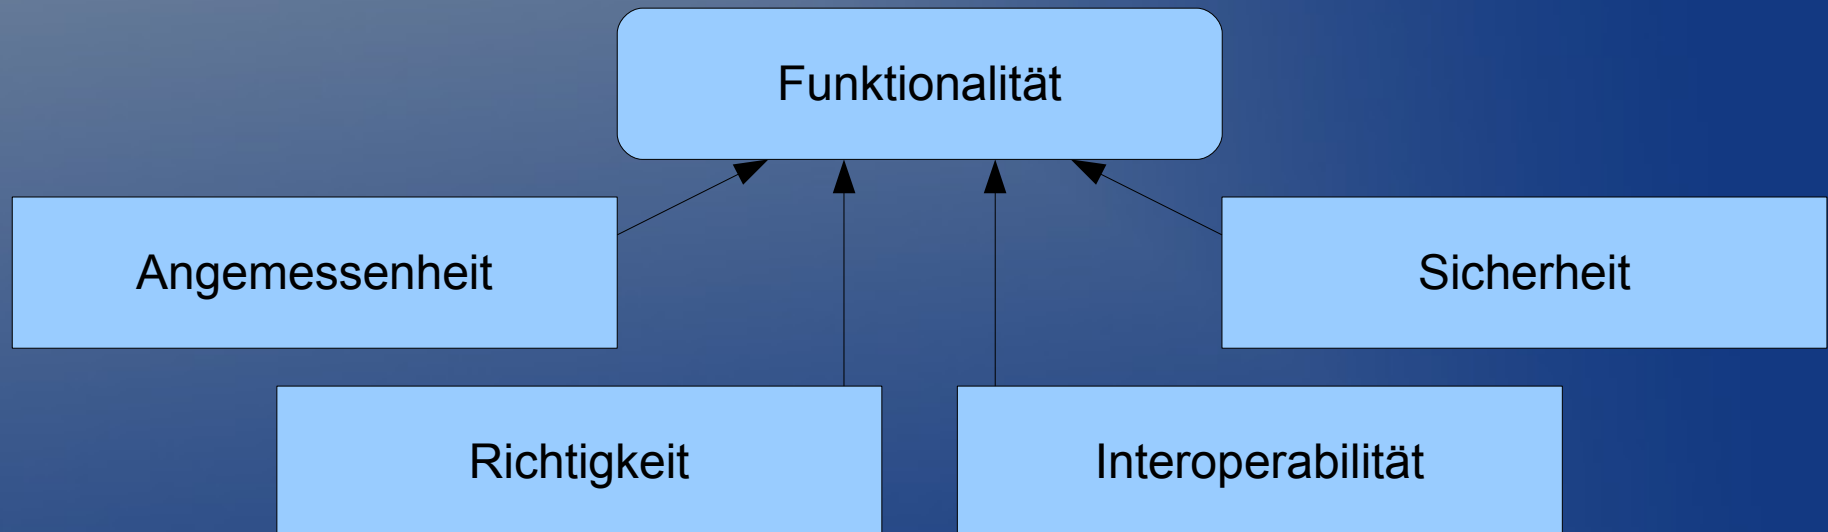 Funktionalität
Angemessenheit
Sicherheit
Richtigkeit
Interoperabilität